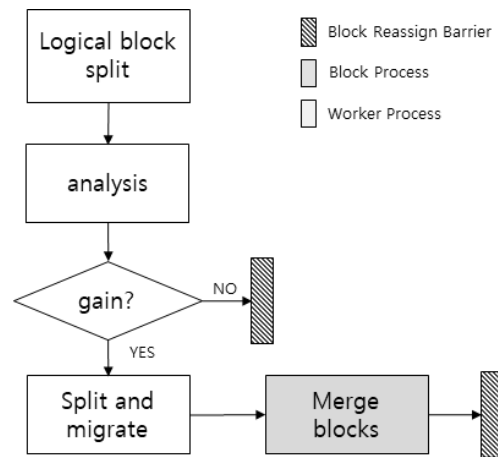 Logical block
split
Block Reassign Barrier
Block Process
Worker Process
analysis
gain?
NO
YES
Split and
migrate
Merge
blocks